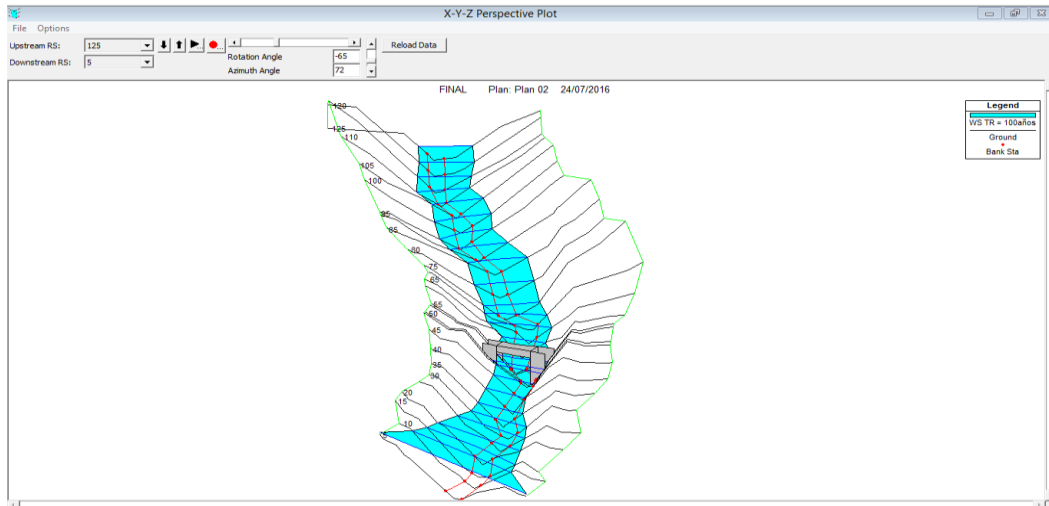 X-Y-Z Perspective Plot
File Options
Upstream RS: 125
Downstream RS: 5
Rotation Angle -65
Azimuth Angle 72
Reload Data
FINAL Plan: Plan 02 24/07/2016
Legend
WS TR = 100años
Ground
Bank Sta
120
125
110
105
100
95
85
80
75
65
55
50
45
40
35
30
20
15
10
5